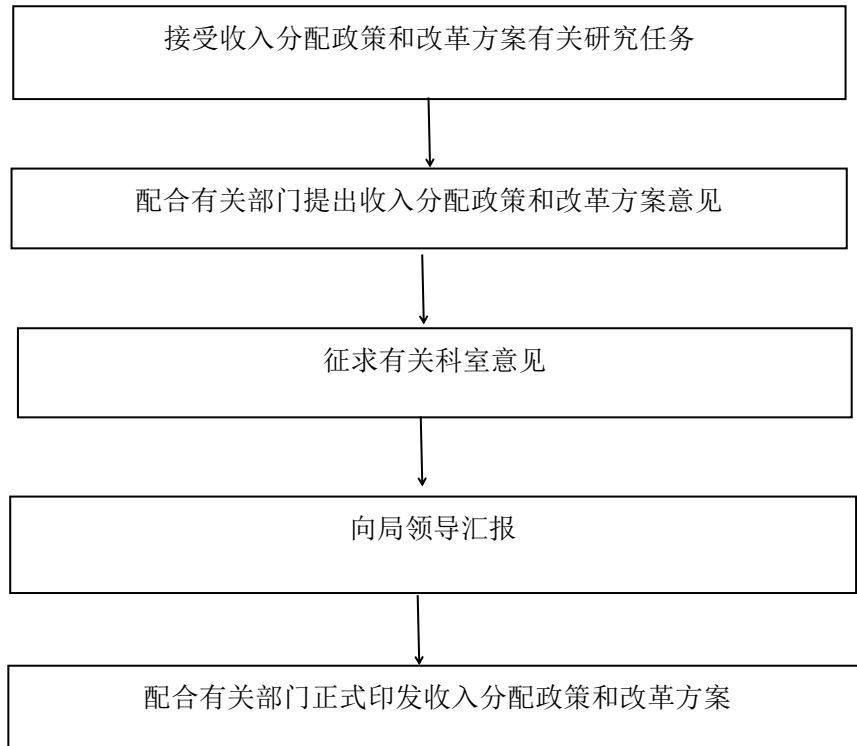 接受收入分配政策和改革方案有关研究任务
配合有关部门提出收入分配政策和改革方案意见
征求有关科室意见
向局领导汇报
配合有关部门正式印发收入分配政策和改革方案